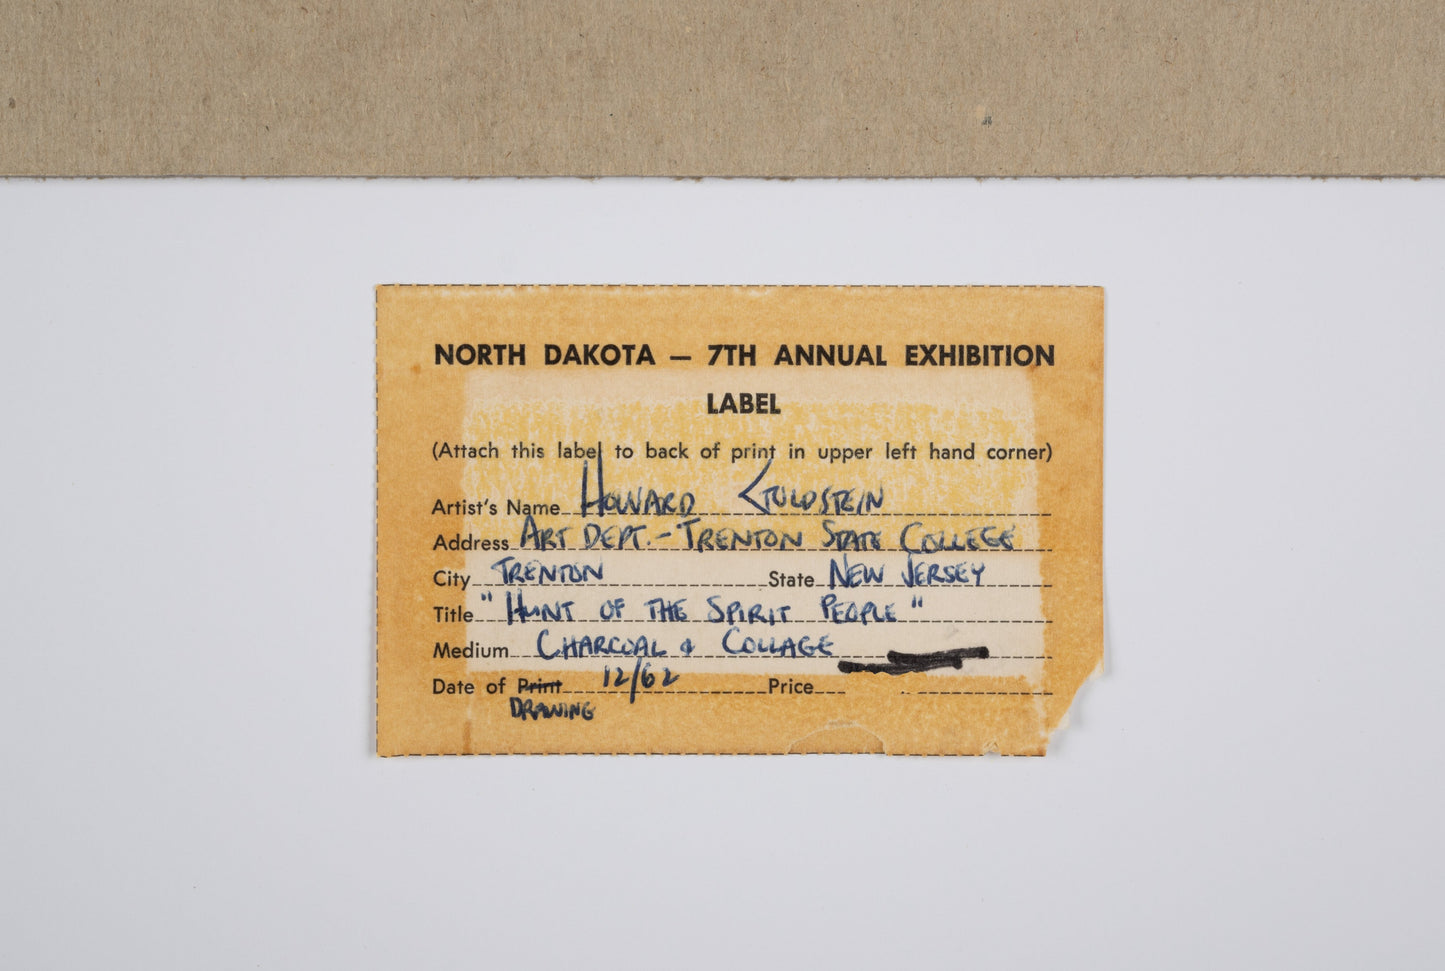 NORTH DAKOTA — 7TH ANNUAL EXHIBITION
LABEL
(Attach this label to back of print in upper left hand corner)
Artist's Name HOWARD GOLDSTEIN
Address ART DEPT. - TRENTON STATE COLLEGE
City TRENTON State NEW JERSEY
Title "HUNT OF THE SPIRIT PEOPLE"
Medium CHARCOAL & COLLAGE
Date of Print 12/62 Price
DRAWING